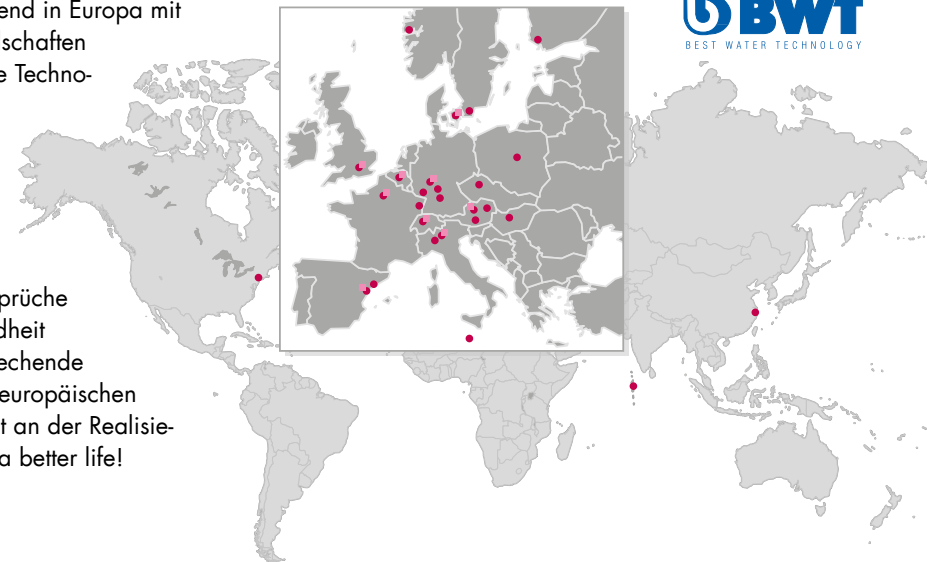 end in Europa mit
schaften
e Techno-
prüche
dheit
echende
europäischen
t an der Realisie-
a better life!
BWT
BEST WATER TECHNOLOGY